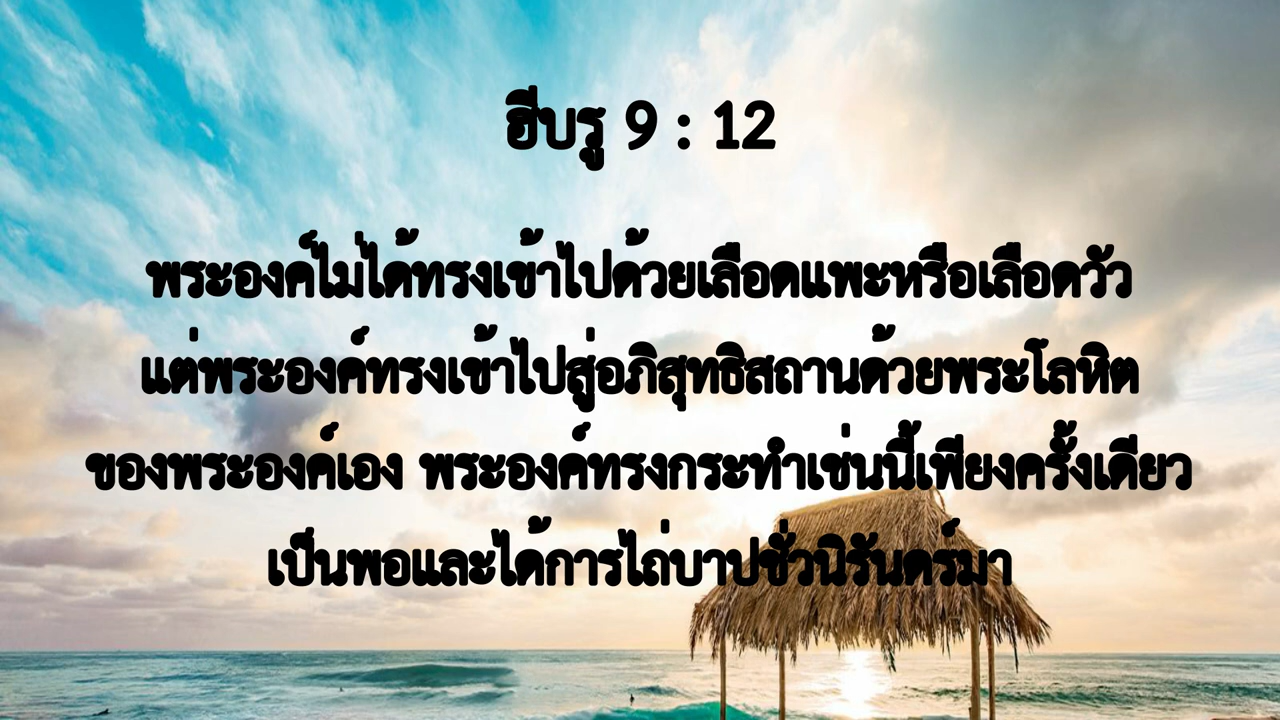 ฮีบรู 9 : 12
พระองค์ไม่ได้ทรงเข้าไปด้วยเลือดแพะหรือเลือดวัว
แต่พระองค์ทรงเข้าไปสู่อภิสุทธิสถานด้วยพระโลหิต
ของพระองค์เอง พระองค์ทรงกระทำเช่นนี้เพียงครั้งเดียว
เป็นพอและได้การไถ่บาปชั่วนิรันดร์มา